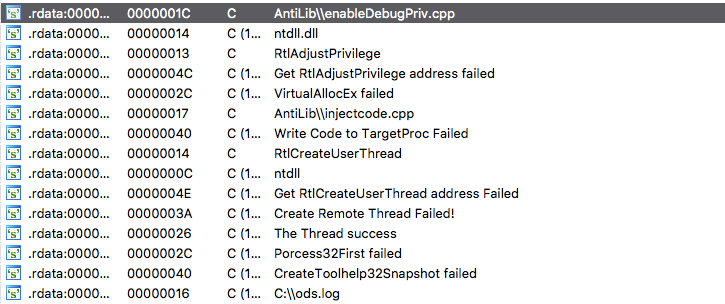 .rdata:0000... 0000001C C AntiLib\\enableDebugPriv.cpp
.rdata:0000... 00000014 C (1... ntdll.dll
.rdata:0000... 00000013 C RtlAdjustPrivilege
.rdata:0000... 0000004C C (1... Get RtlAdjustPrivilege address failed
.rdata:0000... 0000002C C (1... VirtualAllocEx failed
.rdata:0000... 00000017 C AntiLib\\injectcode.cpp
.rdata:0000... 00000040 C (1... Write Code to TargetProc Failed
.rdata:0000... 00000014 C RtlCreateUserThread
.rdata:0000... 0000000C C (1... ntdll
.rdata:0000... 0000004E C (1... Get RtlCreateUserThread address Failed
.rdata:0000... 0000003A C (1... Create Remote Thread Failed!
.rdata:0000... 00000026 C (1... The Thread success
.rdata:0000... 0000002C C (1... Porcess32First failed
.rdata:0000... 00000040 C (1... CreateToolhelp32Snapshot failed
.rdata:0000... 00000016 C (1... C:\\ods.log